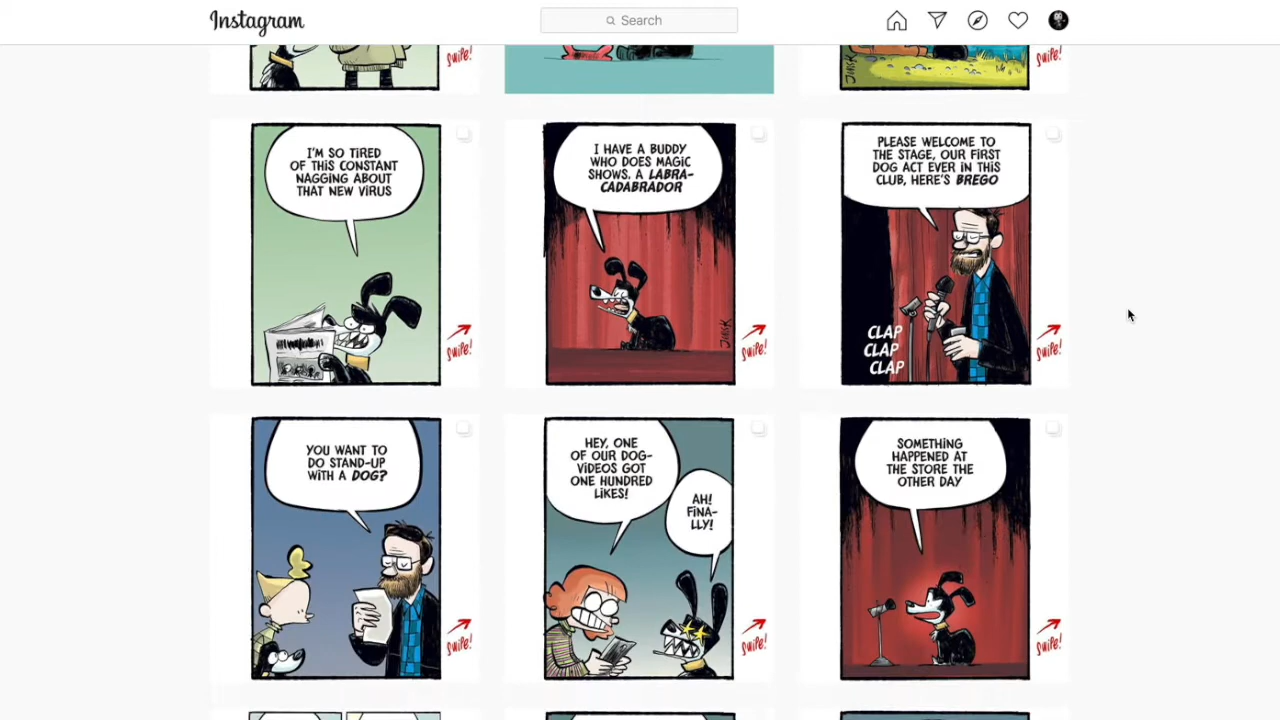 Instagram
Search
SWIPE!
SWIPE!
JINSK
I'M SO TIRED
OF THIS CONSTANT
NAGGING ABOUT
THAT NEW VIRUS
SWIPE!
I HAVE A BUDDY
WHO DOES MAGIC
SHOWS. A LABRA-
CADABRADOR
SWIPE!
PLEASE WELCOME TO
THE STAGE, OUR FIRST
DOG ACT EVER IN THIS
CLUB, HERE'S BREGO
CLAP
CLAP
CLAP
SWIPE!
YOU WANT TO
DO STAND-UP
WITH A DOG?
SWIPE!
HEY, ONE
OF OUR DOG-
VIDEOS GOT
ONE HUNDRED
LIKES!
AH!
FINA-
LLY!
SWIPE!
SOMETHING
HAPPENED AT
THE STORE THE
OTHER DAY
SWIPE!